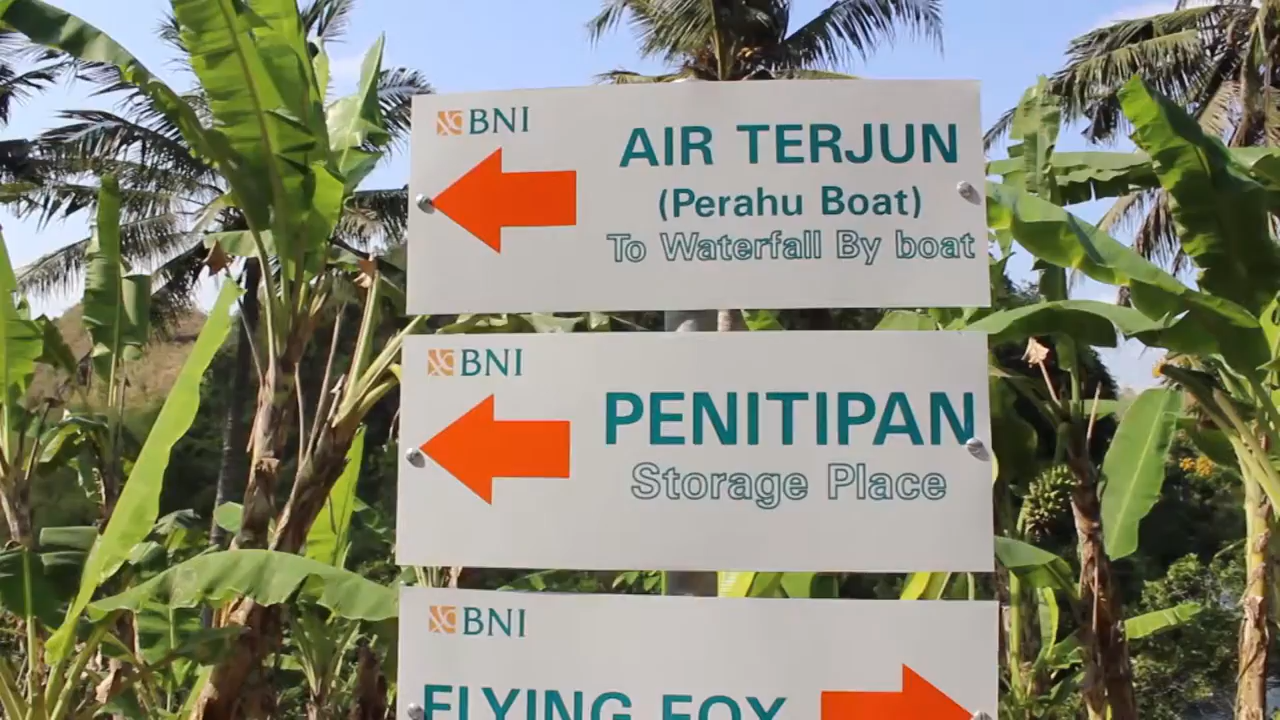 BNI
AIR TERJUN
(Perahu Boat)
To Waterfall By boat
BNI
PENITIPAN
Storage Place
BNI
FLYING FOX